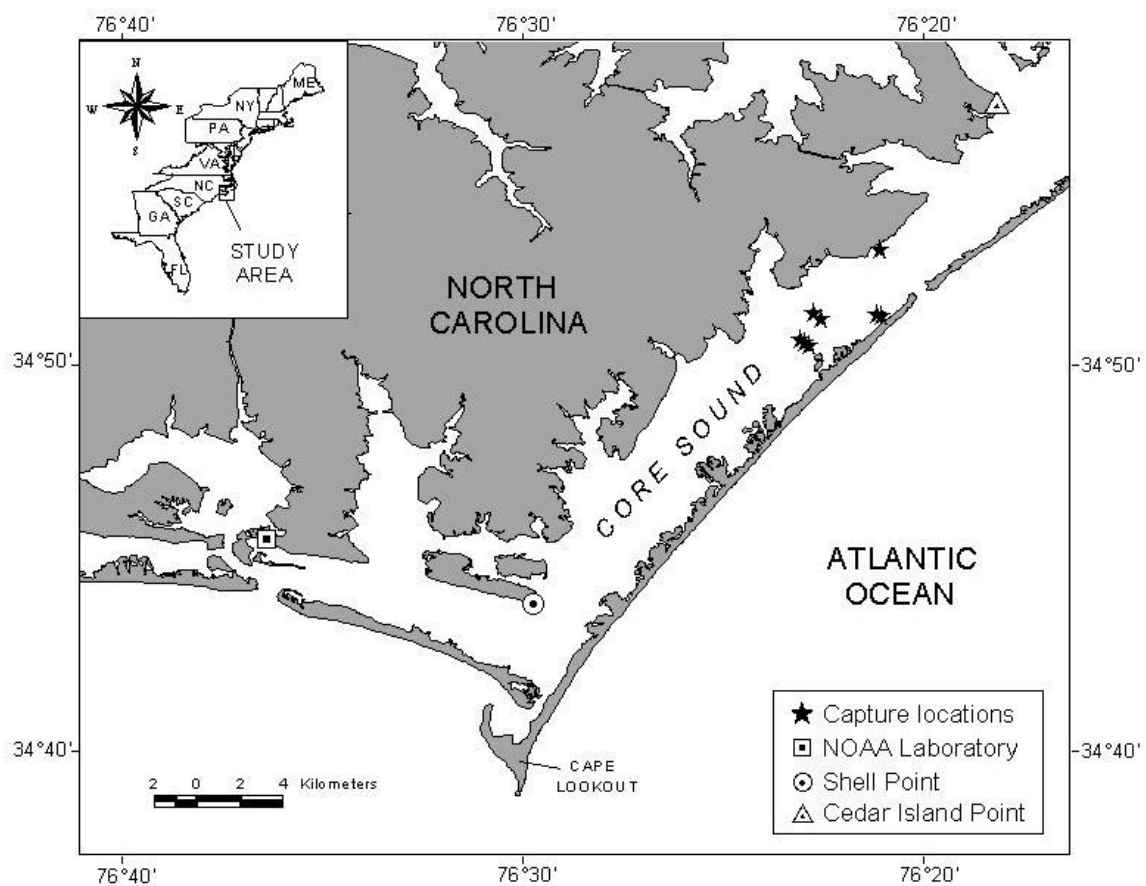 76°40'
76°30'
76°20'
N
W
E
S
ME
NY
PA
VA
NC
SC
GA
FL
STUDY
AREA
NORTH
CAROLINA
34°50'
34°50'
CORE SOUND
ATLANTIC
OCEAN
34°40'
34°40'
CAPE
LOOKOUT
2 0 2 4 Kilometers
Capture locations
NOAA Laboratory
Shell Point
Cedar Island Point
76°40'
76°30'
76°20'